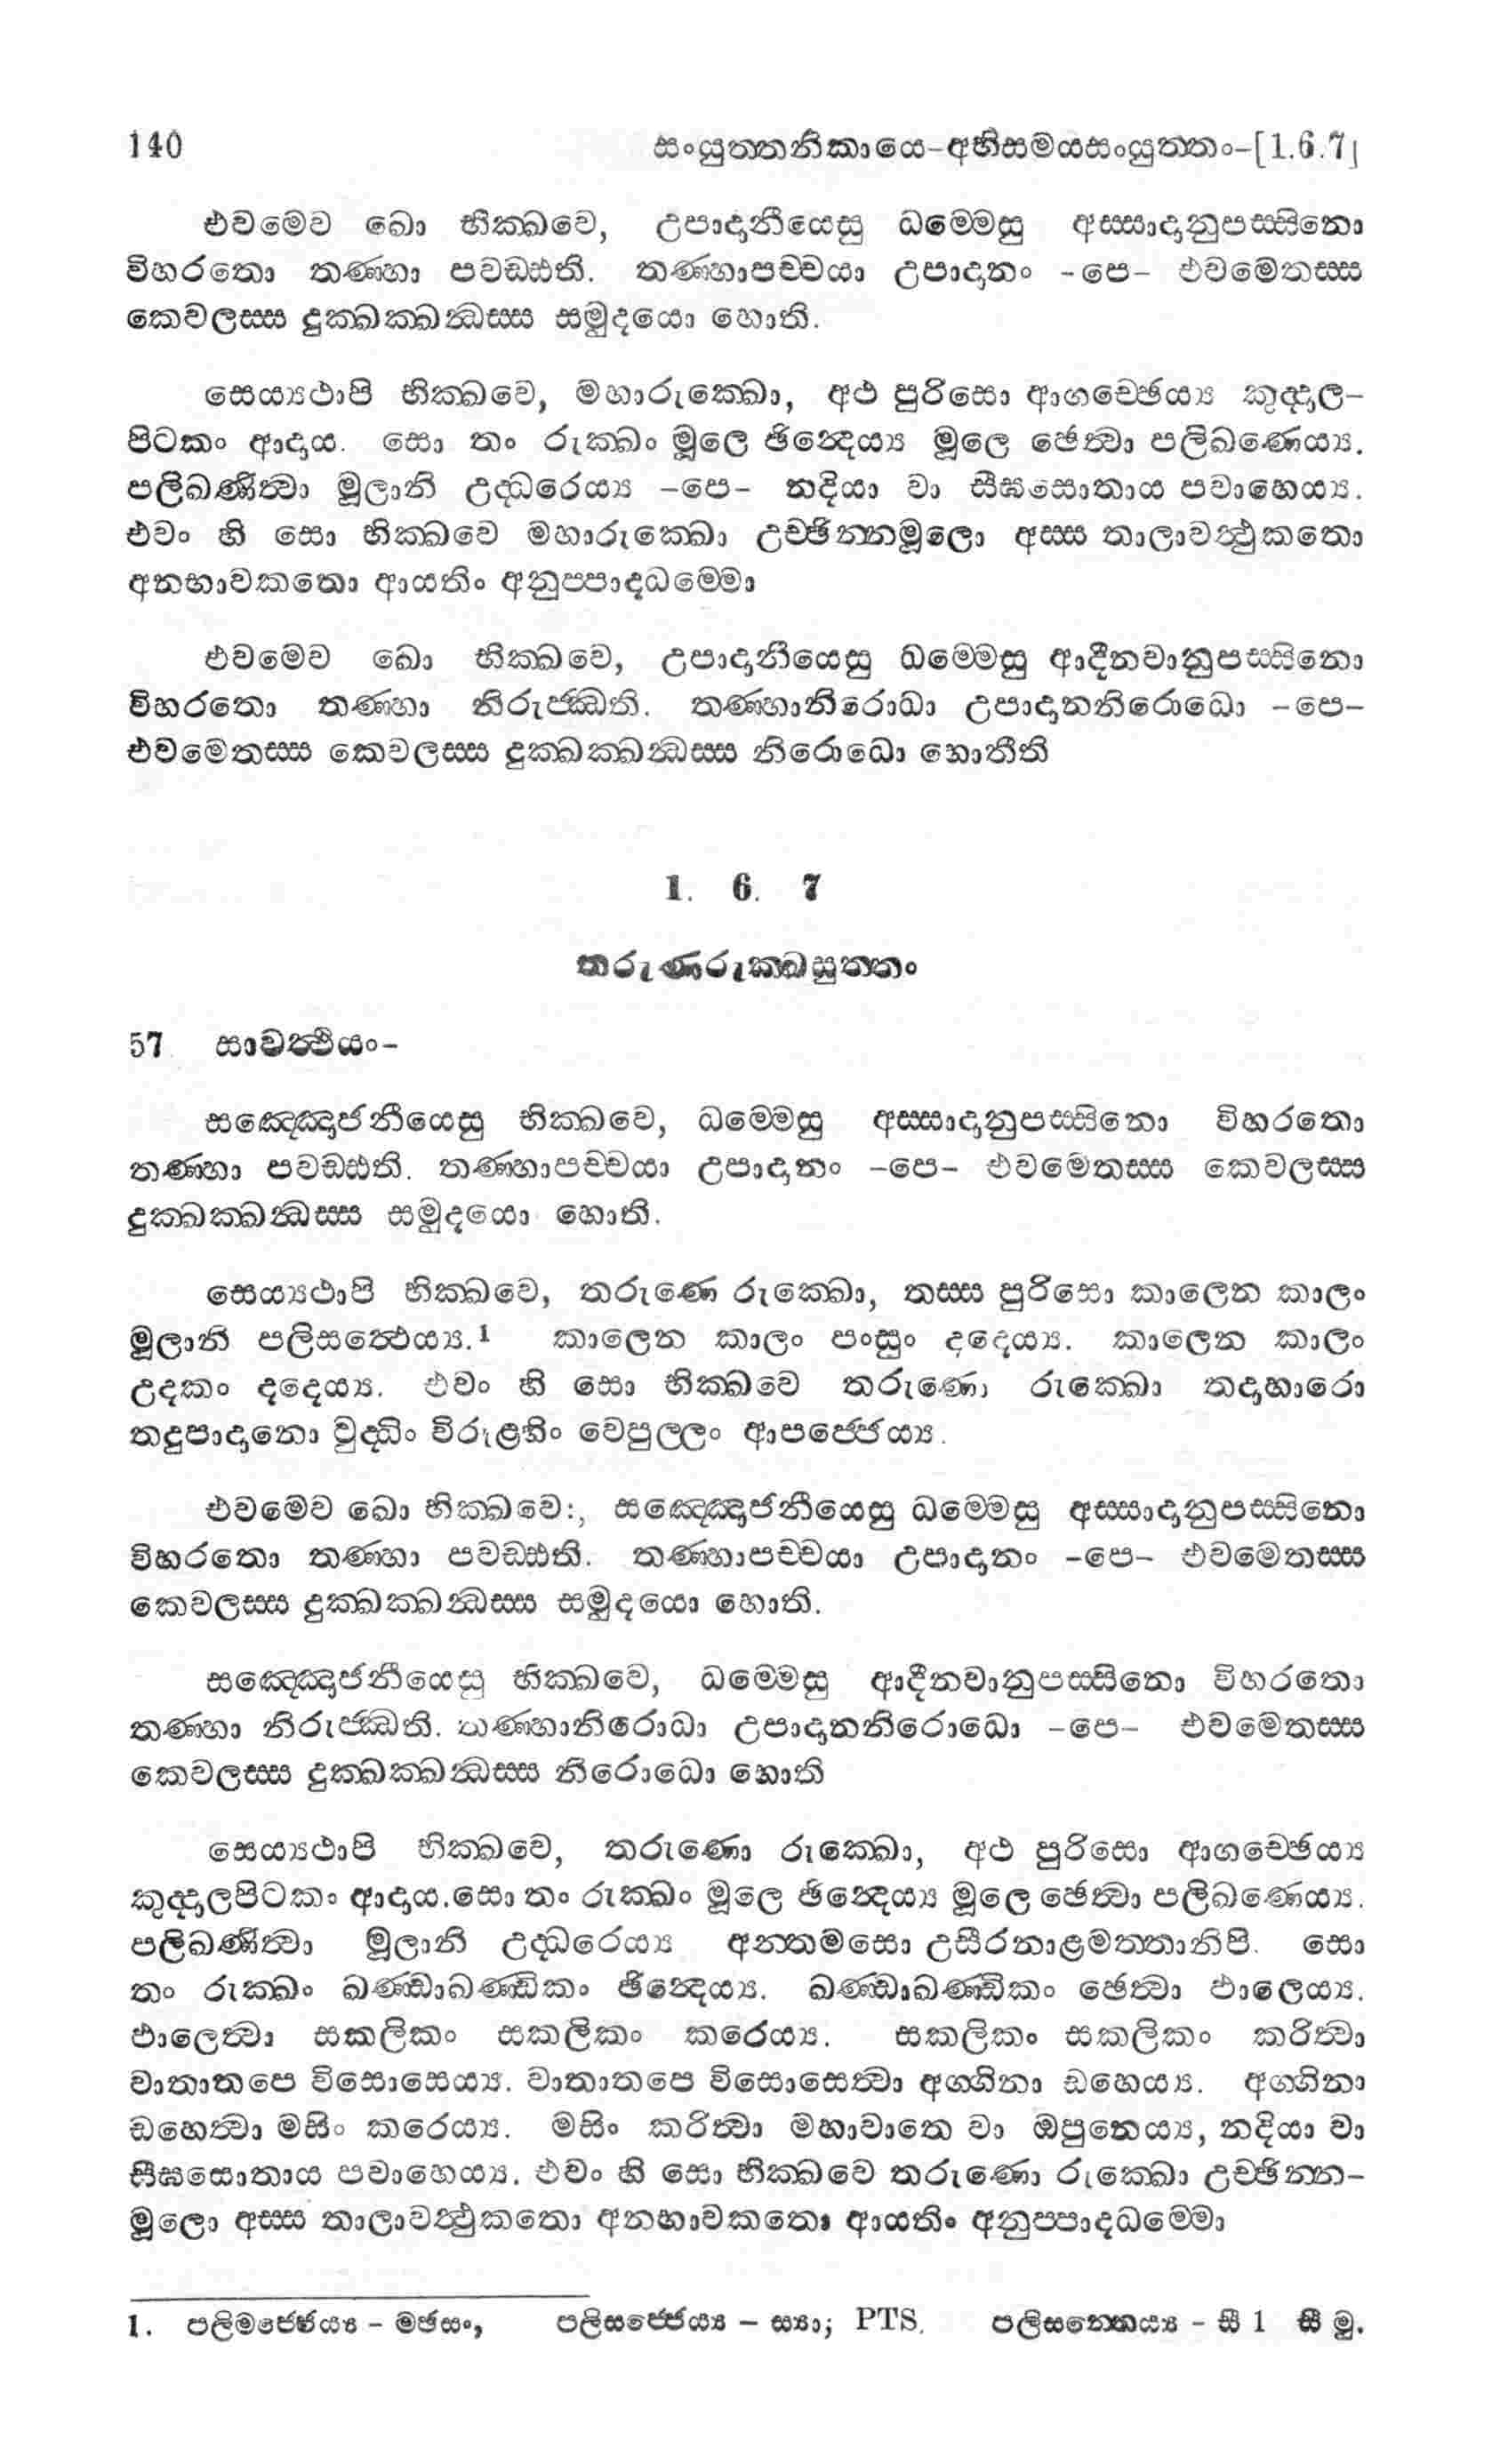 140 සංයුත්තනිකායෙ-අභිසමයසංයුත්තං-[1.6.7]
එවමෙව ඛො භික්ඛවෙ, උපාදානීයෙසු ධම්මෙසු අස්සාදානුපස්සිනො
විහරතො තණ්හා පවඩ්ඪති. තණ්හාපච්චයා උපාදානං -පෙ- එවමෙතස්ස
කෙවලස්ස දුක්ඛක්ඛන්ධස්ස සමුදයො හොති.
සෙය්‍යථාපි භික්ඛවෙ, මහාරුක්ඛො, අථ පුරිසො ආගච්ඡෙය්‍ය කුද්දාල-
පිටකං ආදාය. සො තං රුක්ඛං මූලෙ ඡින්දෙය්‍ය මූලෙ ඡෙත්වා පලිඛණෙය්‍ය.
පලිඛණිත්වා මූලානි උද්ධරෙය්‍ය -පෙ- නදියා වා සීඝසොතාය පවාහෙය්‍ය.
එවං හි සො භික්ඛවෙ මහාරුක්ඛො උච්ඡින්නමූලො අස්ස තාලාවත්ථුකතො
අනභාවකතො ආයතිං අනුප්පාදධම්මො
එවමෙව ඛො භික්ඛවෙ, උපාදානීයෙසු ධම්මෙසු ආදීනවානුපස්සිනො
විහරතො තණ්හා නිරුජ්ඣති. තණ්හානිරොධා උපාදානනිරොධො -පෙ-
එවමෙතස්ස කෙවලස්ස දුක්ඛක්ඛන්ධස්ස නිරොධො හොතීති
1. 6. 7
තරුණරුක්ඛසුත්තං
57 සාවත්ථියං-
සඤ්ඤොජනීයෙසු භික්ඛවෙ, ධම්මෙසු අස්සාදානුපස්සිනො විහරතො
තණ්හා පවඩ්ඪති. තණ්හාපච්චයා උපාදානං -පෙ- එවමෙතස්ස කෙවලස්ස
දුක්ඛක්ඛන්ධස්ස සමුදයො හොති.
සෙය්‍යථාපි භික්ඛවෙ, තරුණෙ රුක්ඛො, තස්ස පුරිසො කාලෙන කාලං
මූලානි පලිසත්ථෙය්‍ය.¹ කාලෙන කාලං පංසුං දදෙය්‍ය. කාලෙන කාලං
උදකං දදෙය්‍ය. එවං හි සො භික්ඛවෙ තරුණො රුක්ඛො තදාහාරො
තදුපාදානො වුද්ධිං විරූළ්හිං වෙපුල්ලං ආපජ්ජෙය්‍ය.
එවමෙව ඛො භික්ඛවෙ:, සඤ්ඤොජනීයෙසු ධම්මෙසු අස්සාදානුපස්සිනො
විහරතො තණ්හා පවඩ්ඪති. තණ්හාපච්චයා උපාදානං -පෙ- එවමෙතස්ස
කෙවලස්ස දුක්ඛක්ඛන්ධස්ස සමුදයො හොති.
සඤ්ඤොජනීයෙසු භික්ඛවෙ, ධම්මෙසු ආදීනවානුපස්සිනො විහරතො
තණ්හා නිරුජ්ඣති. තණ්හානිරොධා උපාදානනිරොධො -පෙ- එවමෙතස්ස
කෙවලස්ස දුක්ඛක්ඛන්ධස්ස නිරොධො හොති
සෙය්‍යථාපි භික්ඛවෙ, තරුණො රුක්ඛො, අථ පුරිසො ආගච්ඡෙය්‍ය
කුද්දාලපිටකං ආදාය.සො තං රුක්ඛං මූලෙ ඡින්දෙය්‍ය මූලෙ ඡෙත්වා පලිඛණෙය්‍ය.
පලිඛණිත්වා මූලානි උද්ධරෙය්‍ය අන්තමසො උසීරනාළමත්තානිපි. සො
තං රුක්ඛං ඛණ්ඩාඛණ්ඩිකං ඡින්දෙය්‍ය. ඛණ්ඩාඛණ්ඩිකං ඡෙත්වා ඵාලෙය්‍ය.
ඵාලෙත්වා සකලිකං සකලිකං කරෙය්‍ය. සකලිකං සකලිකං කරිත්වා
වාතාතපෙ විසොසෙය්‍ය. වාතාතපෙ විසොසෙත්වා අග්ගිනා ඩහෙය්‍ය. අග්ගිනා
ඩහෙත්වා මසිං කරෙය්‍ය. මසිං කරිත්වා මහාවාතෙ වා ඔපුනෙය්‍ය, නදියා වා
සීඝසොතාය පවාහෙය්‍ය. එවං හි සො භික්ඛවෙ තරුණො රුක්ඛො උච්ඡින්න-
මූලො අස්ස තාලාවත්ථුකතො අනභාවකතො ආයතිං අනුප්පාදධම්මො
1. පලිමජ්ජෙය්‍ය - මඡසං, පලිසජ්ජෙය්‍ය - ස්‍යා; PTS. පලිසන්නෙය්‍ය - සී 1 සී මු.